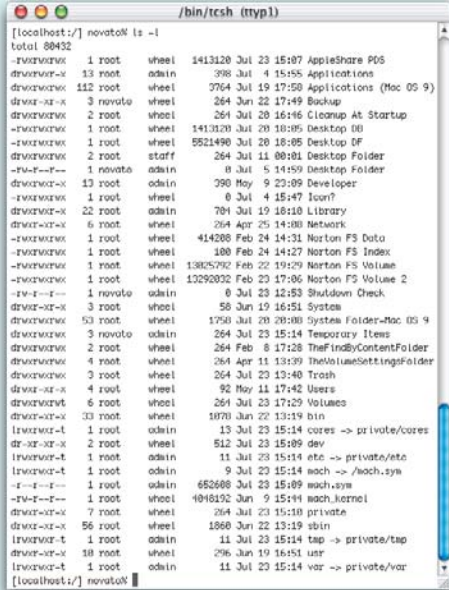 /bin/tcsh (ttyp1)
[localhost:/] novato% ls -l
total 80432
-rwxrwxrwx 1 root wheel 1413120 Jul 23 15:07 AppleShare PDS
drwxrwxr-x 13 root admin 398 Jul 4 15:55 Applications
drwxrwxrwx 112 root wheel 3764 Jul 19 17:58 Applications (Mac OS 9)
drwxr-xr-x 3 novato wheel 264 Jun 22 17:49 Backup
drwxrwxrwx 2 root wheel 264 Jul 20 16:46 Cleanup At Startup
-rwxrwxrwx 1 root wheel 1413120 Jul 20 18:05 Desktop DB
-rwxrwxrwx 1 root wheel 5521490 Jul 20 18:05 Desktop DF
drwxrwxrwx 2 root staff 264 Jul 11 00:01 Desktop Folder
-rw-r--r-- 1 novato admin 0 Jul 5 14:59 Desktop Folder
drwxrwxr-x 13 root admin 398 May 9 23:09 Developer
-rwxrwxrwx 1 root wheel 0 Jul 4 15:47 Icon?
drwxrwxr-x 22 root admin 704 Jul 19 18:10 Library
drwxr-xr-x 6 root wheel 264 Apr 25 14:08 Network
-rwxrwxrwx 1 root wheel 414208 Feb 24 14:31 Norton FS Data
-rwxrwxrwx 1 root wheel 100 Feb 24 14:27 Norton FS Index
-rwxrwxrwx 1 root wheel 13025792 Feb 22 19:29 Norton FS Volume
-rwxrwxrwx 1 root wheel 13292032 Feb 23 17:06 Norton FS Volume 2
-rw-r--r-- 1 novato admin 0 Jul 23 12:53 Shutdown Check
drwxr-xr-x 3 root wheel 58 Jun 19 16:51 System
drwxrwxrwx 53 root wheel 1758 Jul 20 20:00 System Folder-Mac OS 9
drwxrwxrwx 3 novato admin 264 Jul 23 15:14 Temporary Items
drwxrwxrwx 2 root wheel 264 Feb 8 17:28 TheFindByContentFolder
drwxrwxrwx 4 root wheel 264 Apr 11 13:39 TheVolumeSettingsFolder
drwxrwxrwx 3 root wheel 264 Jul 23 13:40 Trash
drwxr-xr-x 4 root wheel 92 May 11 17:42 Users
drwxrwxrwt 6 root wheel 264 Jul 23 17:29 Volumes
drwxr-xr-x 33 root wheel 1078 Jun 22 13:19 bin
lrwxrwxr-t 1 root admin 13 Jul 23 15:14 cores -> private/cores
dr-xr-xr-x 2 root wheel 512 Jul 23 15:09 dev
lrwxrwxr-t 1 root admin 11 Jul 23 15:14 etc -> private/etc
lrwxrwxr-t 1 root admin 9 Jul 23 15:14 mach -> /mach.sym
-r--r--r-- 1 root admin 652608 Jul 23 15:09 mach.sym
-rw-r--r-- 1 root wheel 4048192 Jun 9 15:44 mach_kernel
drwxr-xr-x 7 root wheel 264 Jul 23 15:10 private
drwxr-xr-x 56 root wheel 1860 Jun 22 13:19 sbin
lrwxrwxr-t 1 root admin 11 Jul 23 15:14 tmp -> private/tmp
drwxr-xr-x 10 root wheel 296 Jun 19 16:51 usr
lrwxrwxr-t 1 root admin 11 Jul 23 15:14 var -> private/var
[localhost:/] novato%